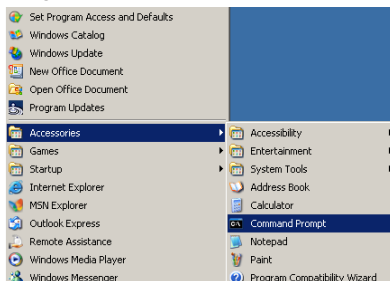 Set Program Access and Defaults
Windows Catalog
Windows Update
New Office Document
Open Office Document
Program Updates
Accessories
Games
Startup
Internet Explorer
MSN Explorer
Outlook Express
Remote Assistance
Windows Media Player
Windows Messenger
Accessibility
Entertainment
System Tools
Address Book
Calculator
Command Prompt
Notepad
Paint
Program Compatibility Wizard